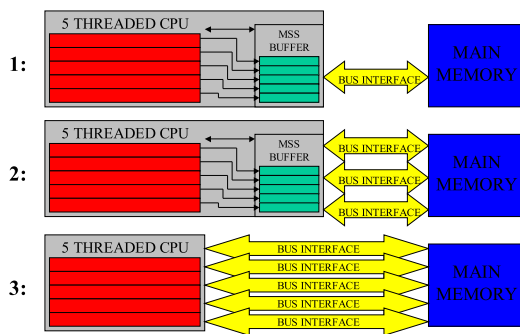 5 THREADED CPU
MSS
BUFFER
1:
BUS INTERFACE
MAIN
MEMORY
5 THREADED CPU
MSS
BUFFER
2:
BUS INTERFACE
BUS INTERFACE
BUS INTERFACE
MAIN
MEMORY
5 THREADED CPU
3:
BUS INTERFACE
BUS INTERFACE
BUS INTERFACE
BUS INTERFACE
BUS INTERFACE
MAIN
MEMORY